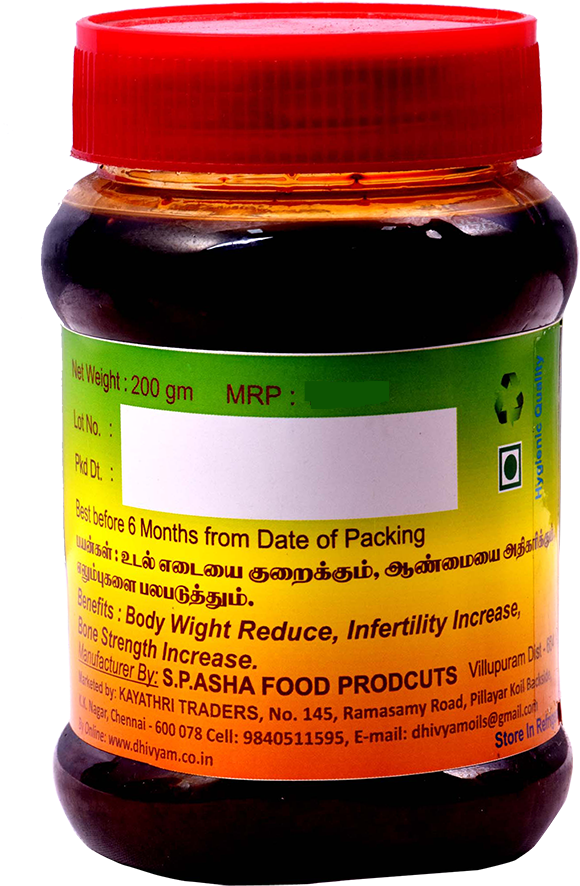 Net Weight : 200 gm MRP :
Lot No. :
Pkd Dt. :
Hygienic Quality
Best before 6 Months from Date of Packing
பயன்கள் : உடல் எடையை குறைக்கும், ஆண்மையை அதிகரிக்கும்,
எலும்புகளை பலபடுத்தும்.
Benefits : Body Wight Reduce, Infertility Increase,
Bone Strength Increase.
Manufacturer By: S.P.ASHA FOOD PRODCUTS Villupuram Dist -
Marketed by: KAYATHRI TRADERS, No. 145, Ramasamy Road, Pillayar Koil Backside,
K.K. Nagar, Chennai - 600 078 Cell: 9840511595, E-mail: dhivyamoils@gmail.com
By Online: www.dhivyam.co.in
Store In